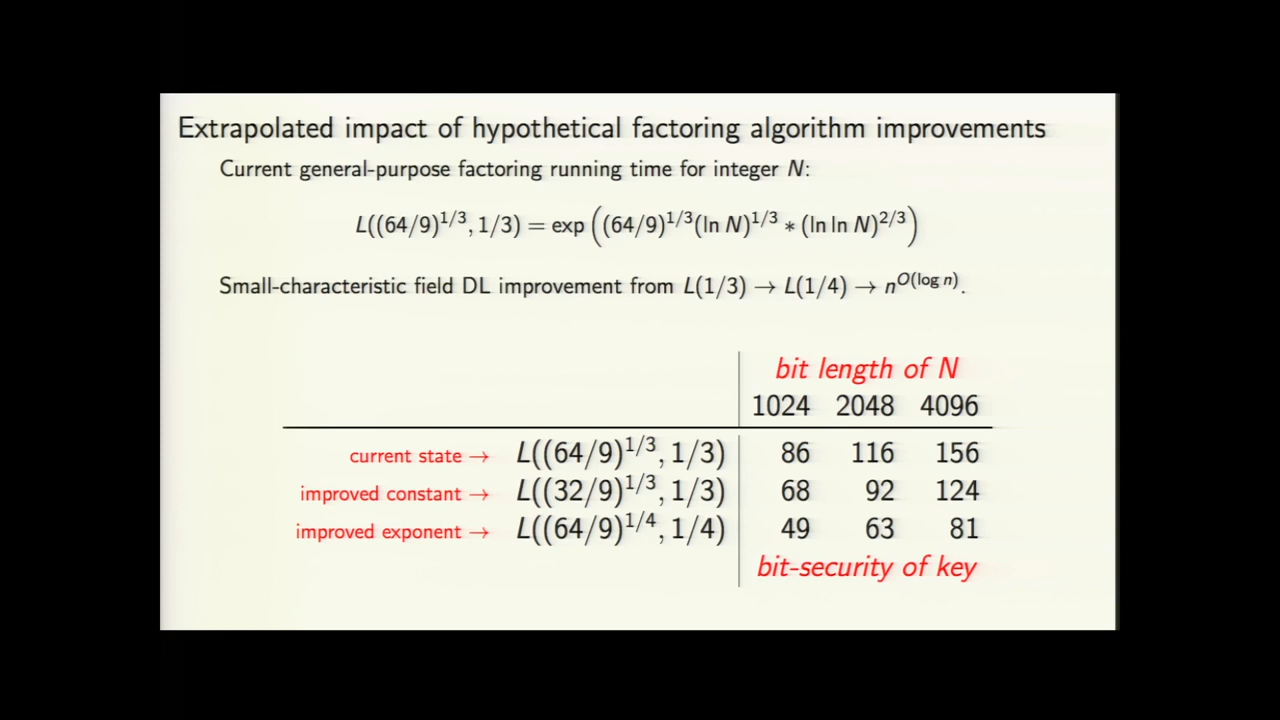 Extrapolated impact of hypothetical factoring algorithm improvements
Current general-purpose factoring running time for integer N:
L((64/9)^{1/3}, 1/3) = exp ((64/9)^{1/3}(ln N)^{1/3} * (ln ln N)^{2/3})
Small-characteristic field DL improvement from L(1/3) → L(1/4) → n^{O(log n)}.
bit length of N
1024 2048 4096
current state → L((64/9)^{1/3}, 1/3) 86 116 156
improved constant → L((32/9)^{1/3}, 1/3) 68 92 124
improved exponent → L((64/9)^{1/4}, 1/4) 49 63 81
bit-security of key